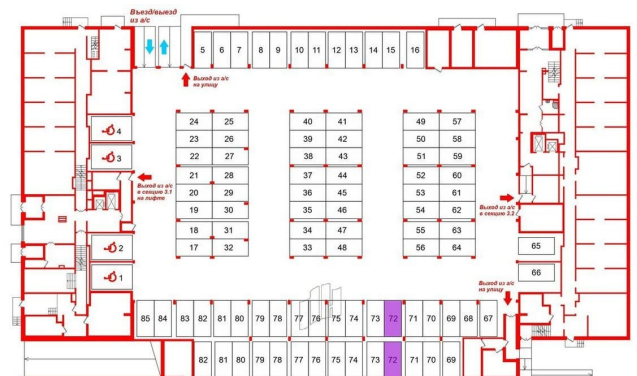 Въезд/выезд
из а/с
5 6 7 8 9 10 11 12 13 14 15 16
Выход из а/с
на улицу
24 25 40 41 49 57
4
23 26 39 42 50 58
22 27 38 43 51 59
3
21 28 37 44 52 60
Выход из а/с
в секцию 3.1
на лифте
20 29 36 45 53 61
19 30 35 46 54 62
Выход из а/с
в секцию 3.2
18 31 34 47 55 63
17 32 33 48 56 64
2
65
1
66
Выход из а/с
на улицу
85 84 83 82 81 80 79 78 77 76 75 74 73 72 71 70 69 68 67
82 81 80 79 78 77 76 75 74 73 72 71 70 69